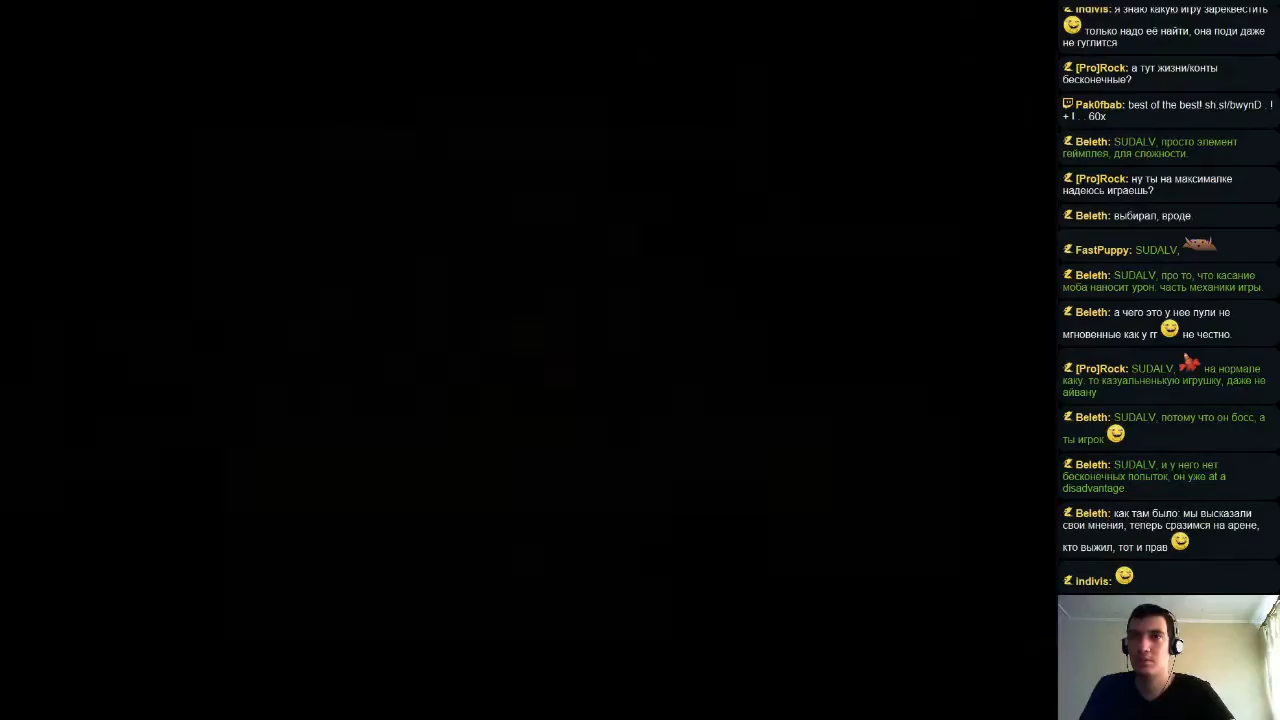 indivis: я знаю какую игру зареквестить
только надо её найти, она поди даже
не гуглится
[Pro]Rock: а тут жизни/конты
бесконечные?
Pak0fbab: best of the best! sh.st/bwynD . !
+ I . . 60x
Beleth: SUDALV, просто элемент
геймплея, для сложности.
[Pro]Rock: ну ты на максималке
надеюсь играешь?
Beleth: выбирал, вроде
FastPuppy: SUDALV,
Beleth: SUDALV, про то, что касание
моба наносит урон. часть механики игры.
Beleth: а чего это у нее пули не
мгновенные как у гг не честно.
[Pro]Rock: SUDALV, на нормале
каку. то казуальненькую игрушку, даже не
айвану
Beleth: SUDALV, потому что он босс, а
ты игрок
Beleth: SUDALV, и у него нет
бесконечных попыток, он уже at a
disadvantage.
Beleth: как там было: мы высказали
свои мнения, теперь сразимся на арене,
кто выжил, тот и прав
indivis: